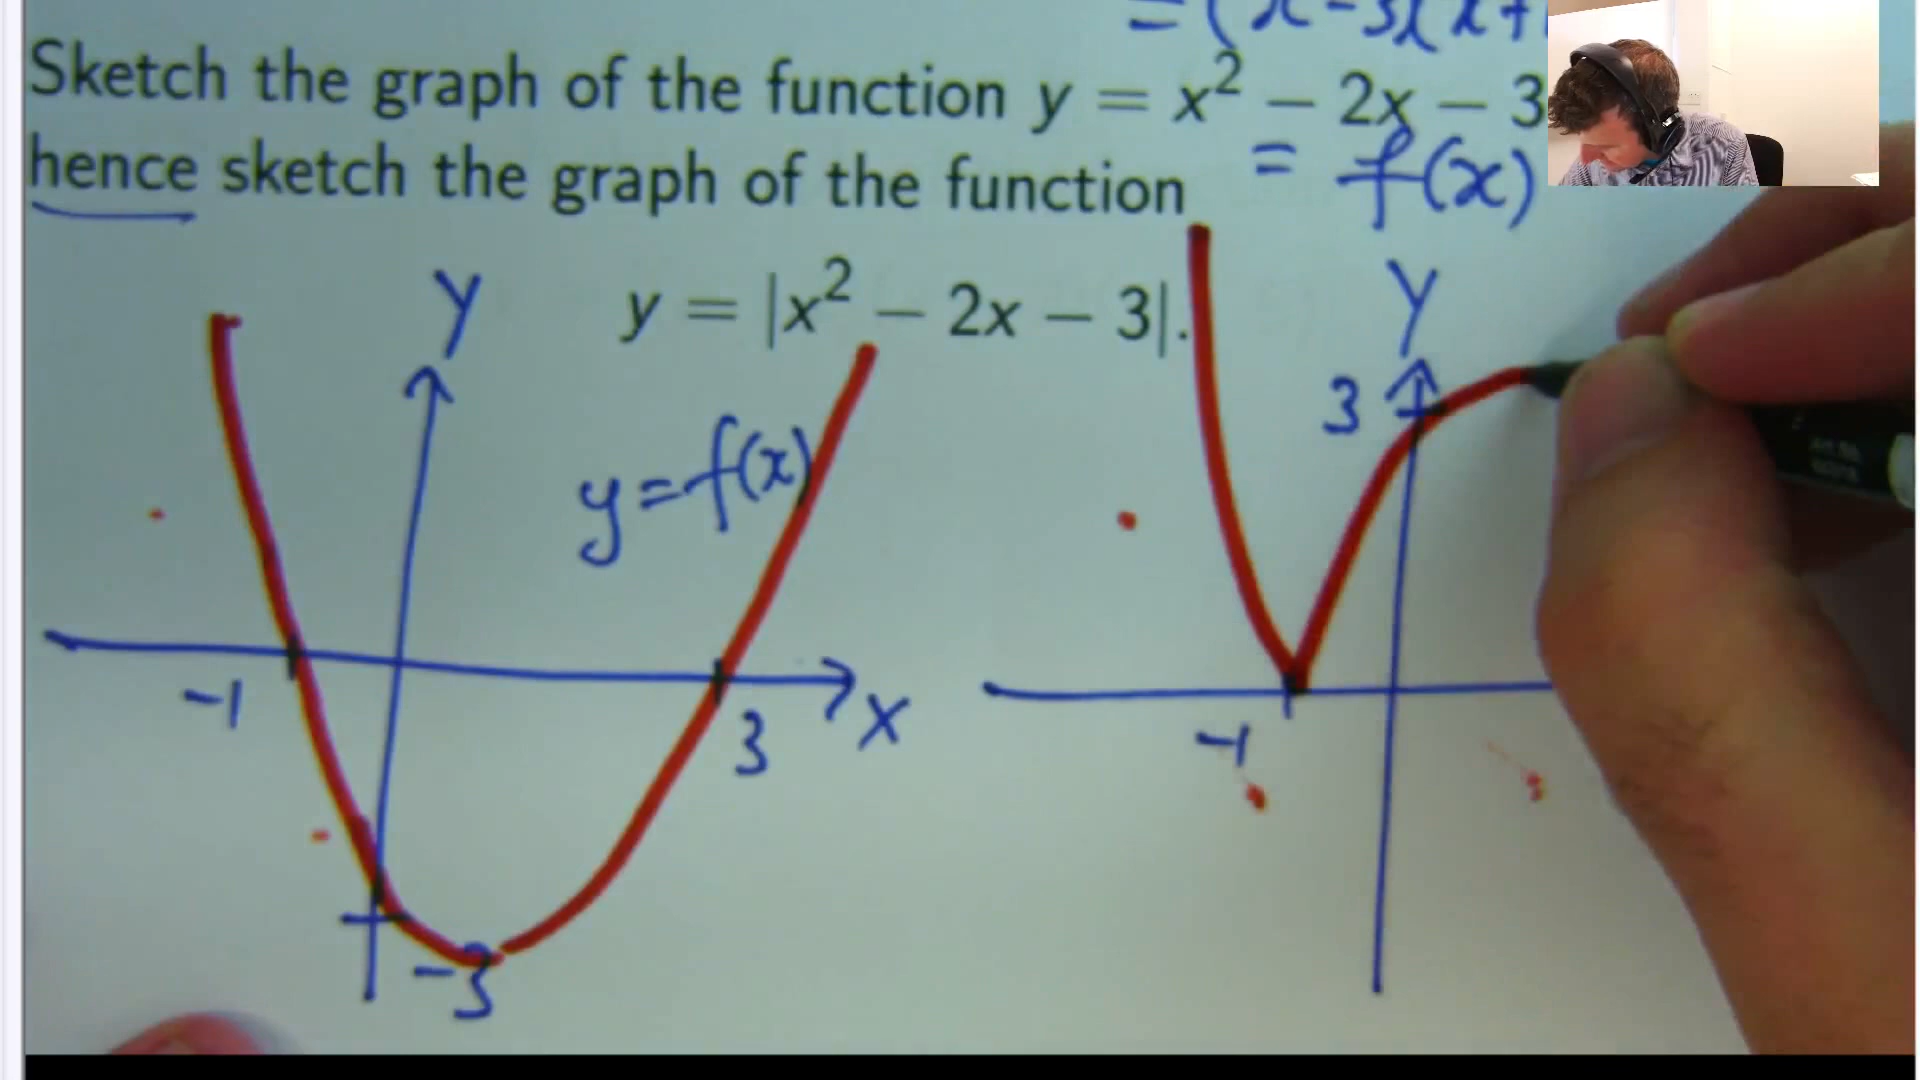 = (x-3)(x+
Sketch the graph of the function y = x² − 2x − 3
hence sketch the graph of the function
= f(x)
y = |x² − 2x − 3|.
y
y
3
y=f(x)
-1
3
x
-1
-3